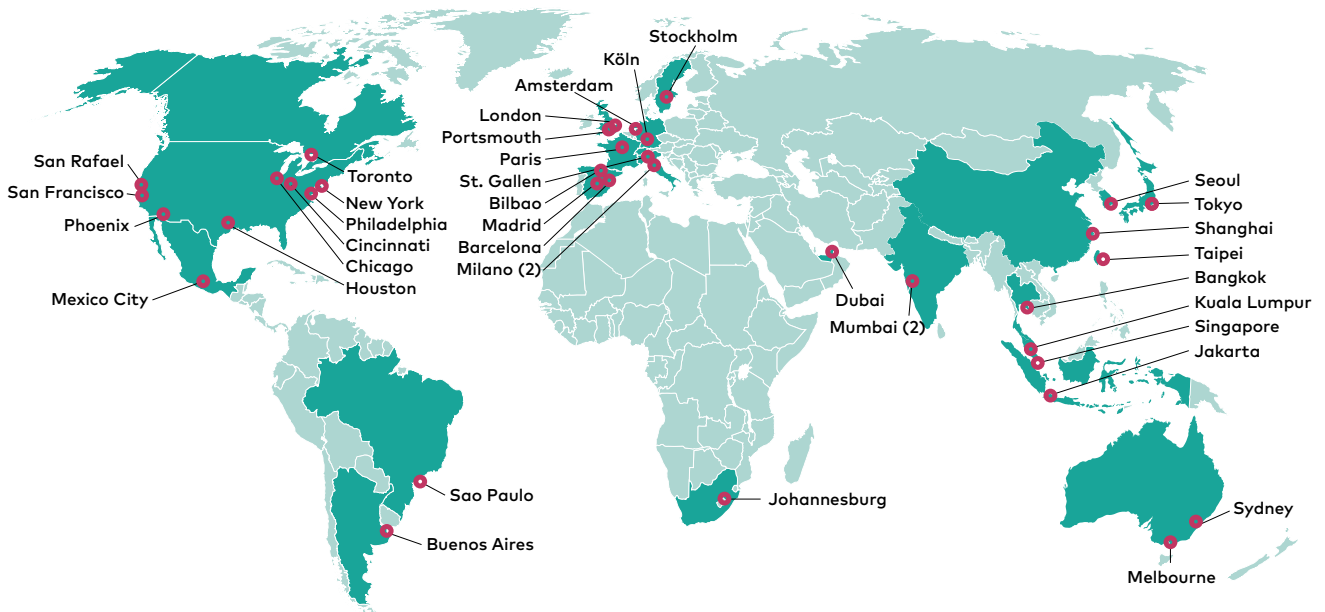 Stockholm
Köln
Amsterdam
London
Portsmouth
Paris
St. Gallen
Bilbao
Madrid
Barcelona
Milano (2)
San Rafael
San Francisco
Phoenix
Mexico City
Toronto
New York
Philadelphia
Cincinnati
Chicago
Houston
Sao Paulo
Buenos Aires
Johannesburg
Dubai
Mumbai (2)
Seoul
Tokyo
Shanghai
Taipei
Bangkok
Kuala Lumpur
Singapore
Jakarta
Sydney
Melbourne